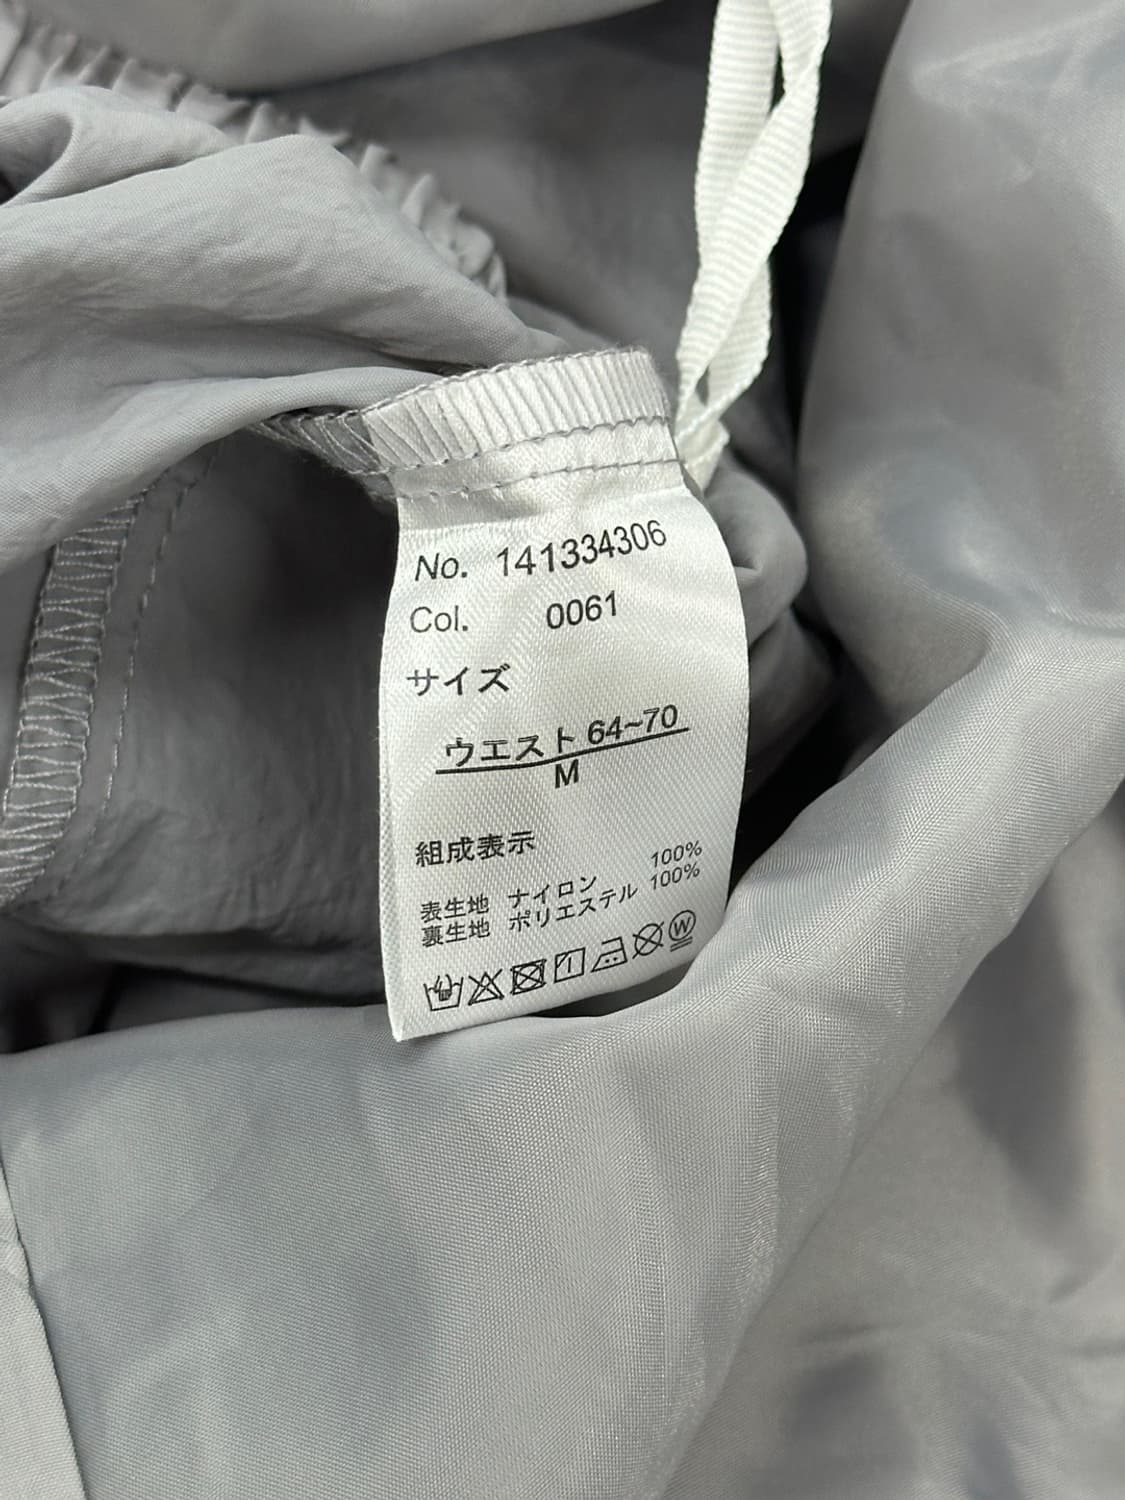 No. 141334306
Col. 0061
サイズ
ウエスト 64~70
M
組成表示
表生地 ナイロン 100%
裏生地 ポリエステル 100%
W